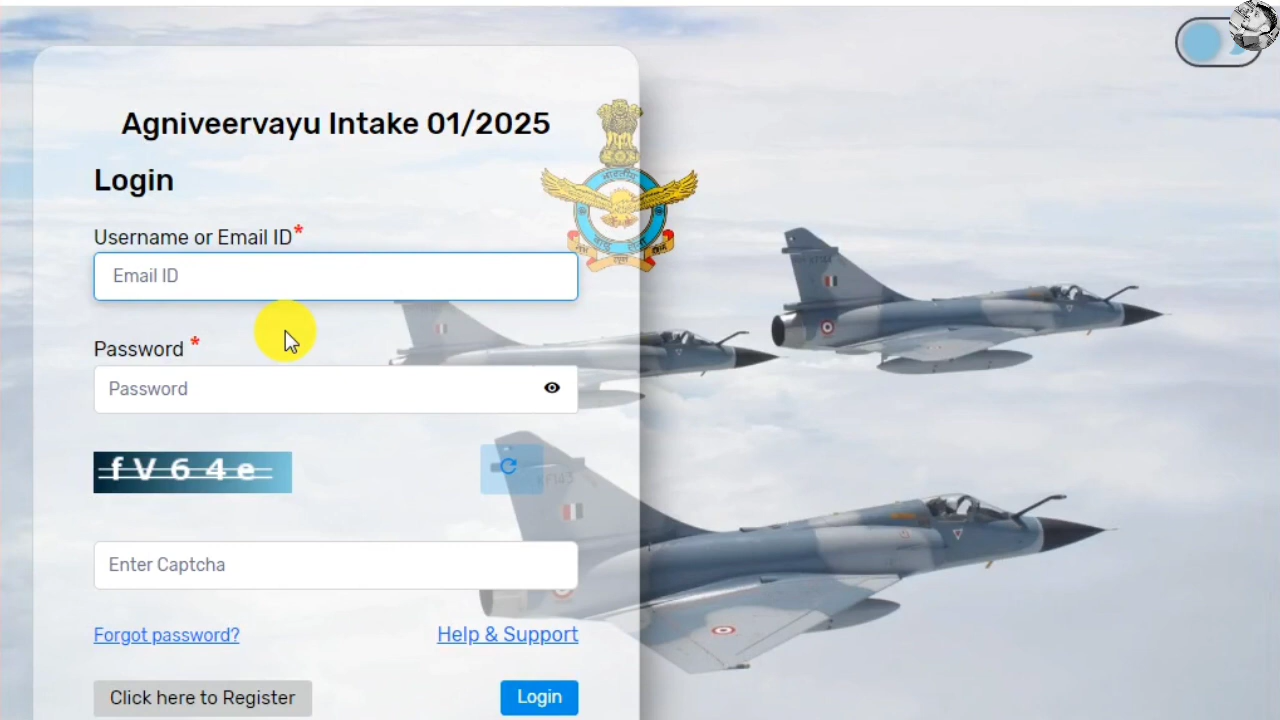 Agniveervayu Intake 01/2025
Login
Username or Email ID*
Email ID
Password *
Password
fV64e
Enter Captcha
Forgot password?
Help & Support
Click here to Register
Login